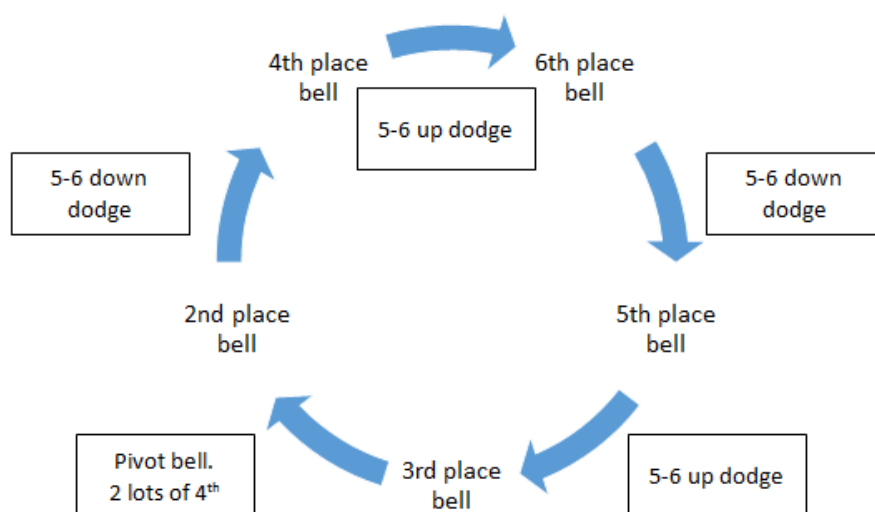 4th place
bell
6th place
bell
5-6 up dodge
5-6 down
dodge
5-6 down
dodge
2nd place
bell
5th place
bell
Pivot bell.
2 lots of 4th
3rd place
bell
5-6 up dodge